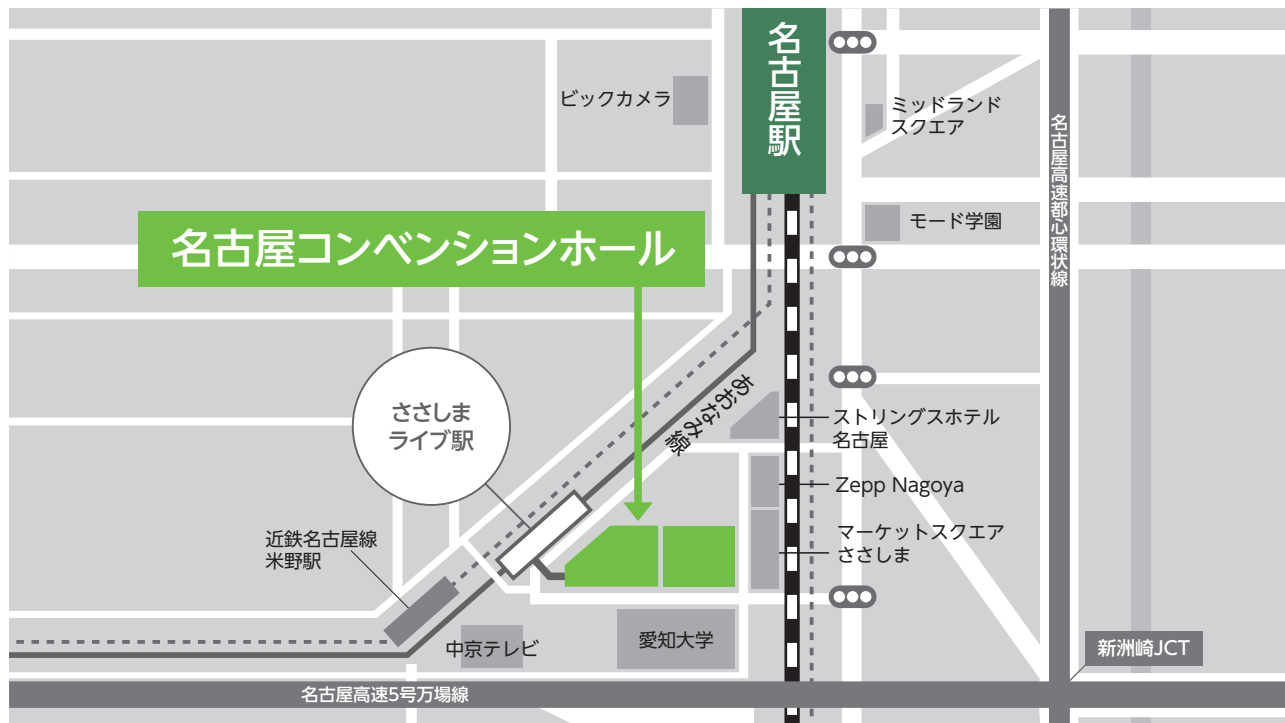 名古屋駅
ビックカメラ
ミッドランド
スクエア
名古屋高速都心環状線
モード学園
名古屋コンベンションホール
ささしま
ライブ駅
あおなみ線
ストリングスホテル
名古屋
Zepp Nagoya
マーケットスクエア
ささしま
近鉄名古屋線
米野駅
中京テレビ
愛知大学
新洲崎JCT
名古屋高速5号万場線